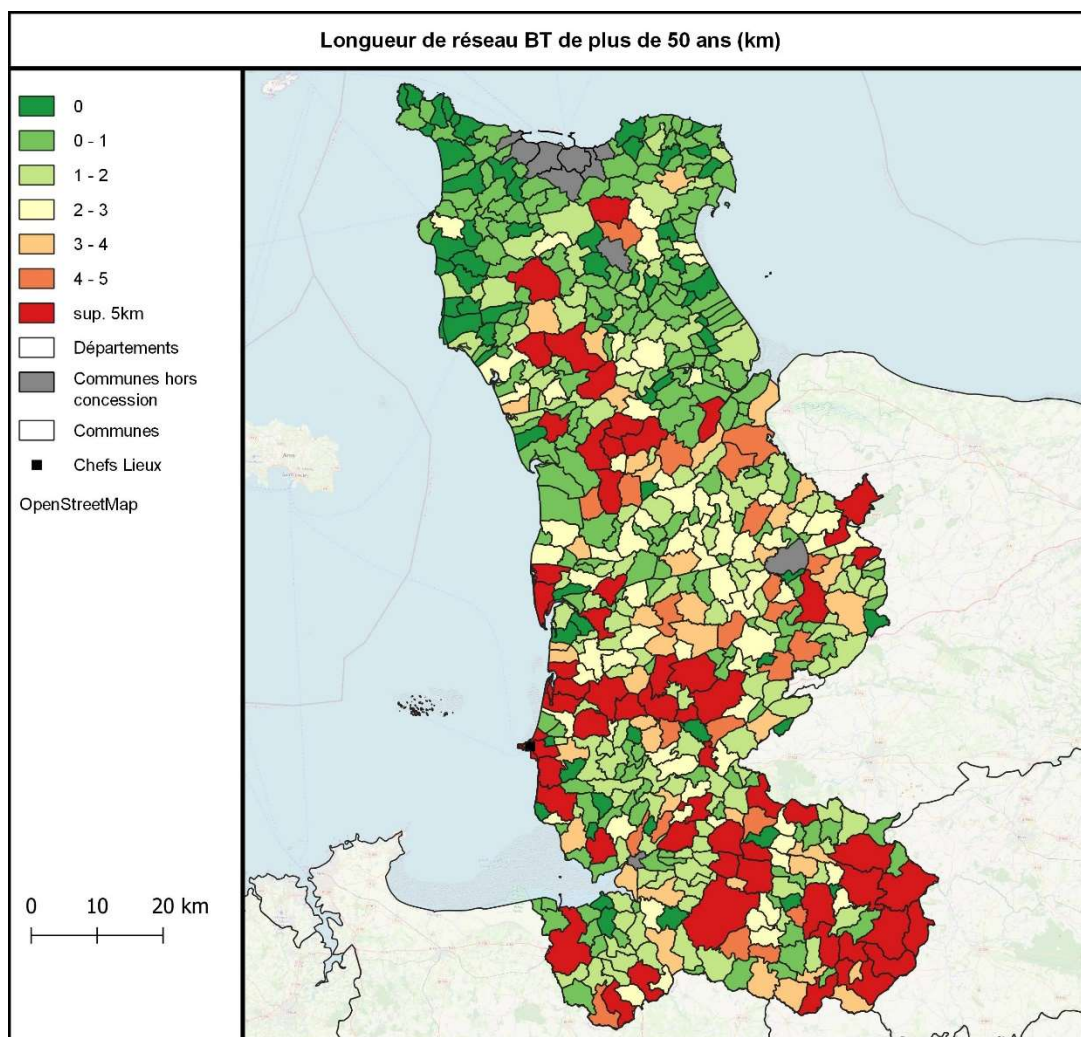 Longueur de réseau BT de plus de 50 ans (km)
0
0 - 1
1 - 2
2 - 3
3 - 4
4 - 5
sup. 5km
Départements
Communes hors
concession
Communes
Chefs Lieux
OpenStreetMap
0 10 20 km